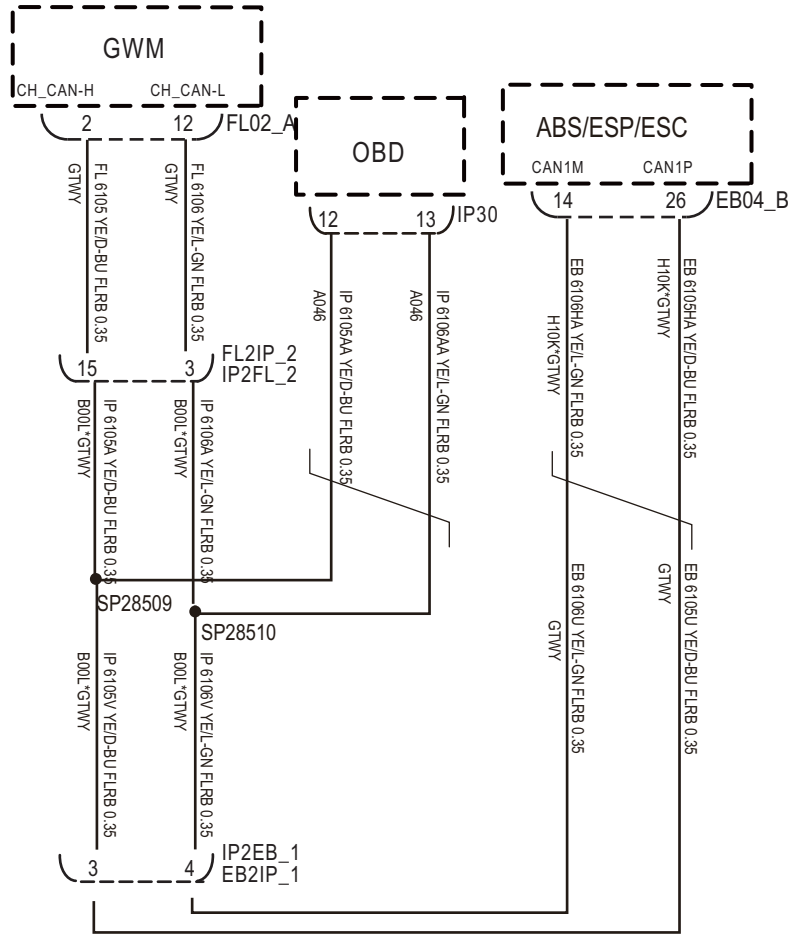 GWM
CH_CAN-H
CH_CAN-L
2
12
FL02_A
OBD
12
13
IP30
ABS/ESP/ESC
CAN1M
CAN1P
14
26
EB04_B
GTWY
FL 6105 YE/D-BU FLRB 0.35
GTWY
FL 6106 YE/L-GN FLRB 0.35
A046
IP 6105AA YE/D-BU FLRB 0.35
A046
IP 6106AA YE/L-GN FLRB 0.35
H10K*GTWY
EB 6106HA YE/L-GN FLRB 0.35
H10K*GTWY
EB 6105HA YE/D-BU FLRB 0.35
15
3
FL2IP_2
IP2FL_2
B00L*GTWY
IP 6105A YE/D-BU FLRB 0.35
B00L*GTWY
IP 6106A YE/L-GN FLRB 0.35
SP28509
SP28510
GTWY
EB 6106U YE/L-GN FLRB 0.35
GTWY
EB 6105U YE/D-BU FLRB 0.35
B00L*GTWY
IP 6105V YE/D-BU FLRB 0.35
B00L*GTWY
IP 6106V YE/L-GN FLRB 0.35
3
4
IP2EB_1
EB2IP_1